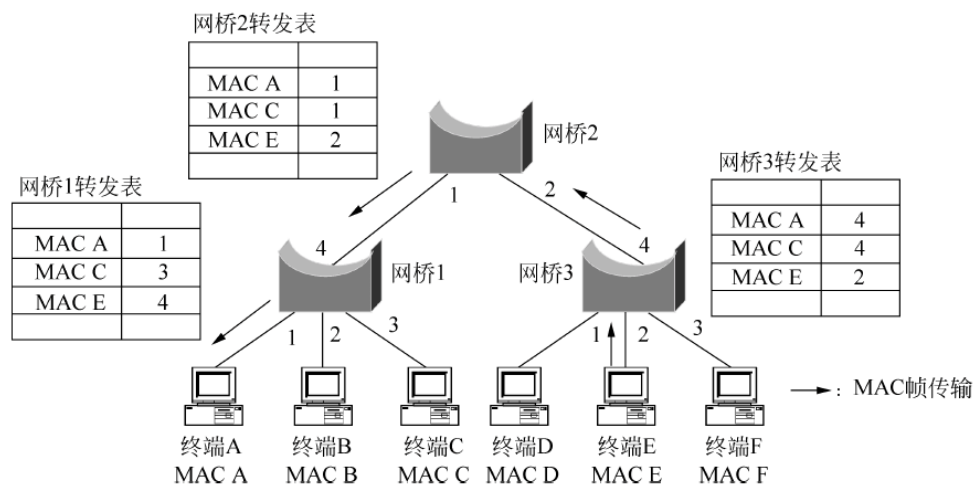 网桥2转发表
MAC A 1
MAC C 1
MAC E 2
网桥2
1
2
网桥1转发表
MAC A 1
MAC C 3
MAC E 4
网桥3转发表
MAC A 4
MAC C 4
MAC E 2
4
网桥1
4
网桥3
1
2
3
1
2
3
→：MAC帧传输
终端A
MAC A
终端B
MAC B
终端C
MAC C
终端D
MAC D
终端E
MAC E
终端F
MAC F